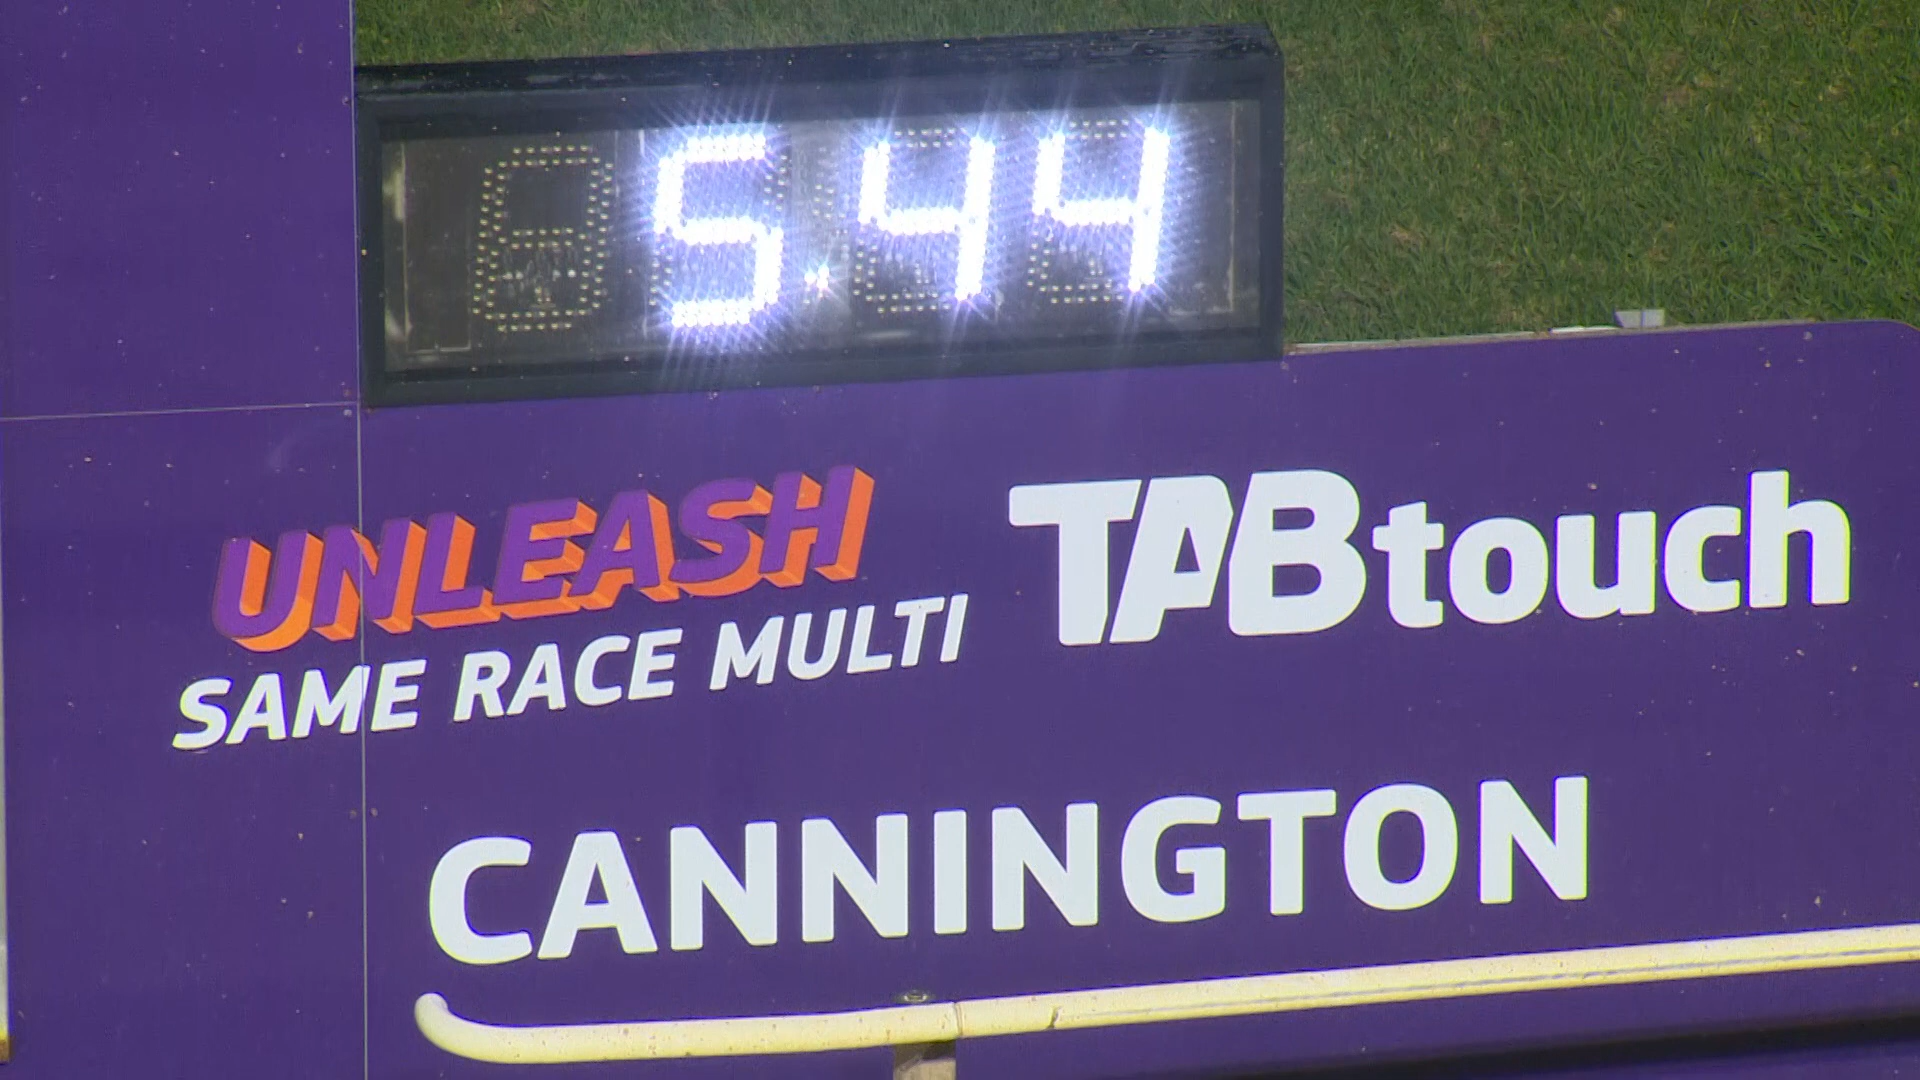 5.44
UNLEASH
SAME RACE MULTI
TABtouch
CANNINGTON